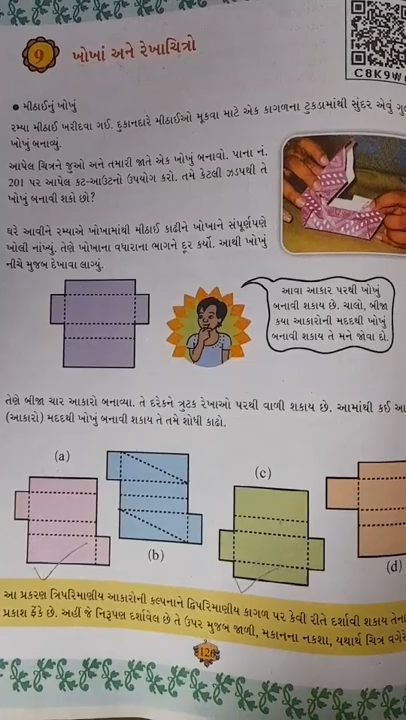 9 ખોખાં અને રેખાચિત્રો
C8K9W
• મીઠાઈનું ખોખું
રમ્યા મીઠાઈ ખરીદવા ગઈ. દુકાનદારે મીઠાઈઓ મૂકવા માટે એક કાગળના ટુકડામાંથી સુંદર એવું
ખોખું બનાવ્યું.
આપેલ ચિત્રને જુઓ અને તમારી જાતે એક ખોખું બનાવો. પાના નં.
201 પર આપેલ કટ-આઉટનો ઉપયોગ કરો. તમે કેટલી ઝડપથી તે
ખોખું બનાવી શકો છો?
ઘરે આવીને રમ્યાએ ખોખામાંથી મીઠાઈ કાઢીને ખોખાને સંપૂર્ણપણે
ખોલી નાંખ્યું. તેણે ખોખાના વધારાના ભાગને દૂર કર્યો. આથી ખોખું
નીચે મુજબ દેખાવા લાગ્યું.
આવા આકાર પરથી ખોખું
બનાવી શકાય છે. ચાલો, બીજા
કયા આકારોની મદદથી ખોખું
બનાવી શકાય તે મને જોવા દો.
તેણે બીજા ચાર આકારો બનાવ્યા. તે દરેકને ત્રુટક રેખાઓ પરથી વાળી શકાય છે. આમાંથી કઈ
(આકારો) મદદથી ખોખું બનાવી શકાય તે તમે શોધી કાઢો.
(a)
(c)
(b)
(d)
આ પ્રકરણ ત્રિપરિમાણીય આકારોની કલ્પનાને દ્વિપરિમાણીય કાગળ પર કેવી રીતે દર્શાવી શકાય તેના
પ્રકાશ ફેંકે છે. અહીં જે નિરૂપણ દર્શાવેલ છે તે ઉપર મુજબ જાળી, મકાનના નકશા, યથાર્થ ચિત્ર વગેરે
126